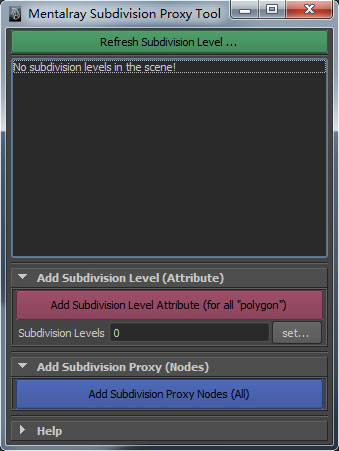 Mentalray Subdivision Proxy Tool
Refresh Subdivision Level ...
No subdivision levels in the scene!
Add Subdivision Level (Attribute)
Add Subdivision Level Attribute (for all "polygon")
Subdivision Levels 0 set...
Add Subdivision Proxy (Nodes)
Add Subdivision Proxy Nodes (All)
Help